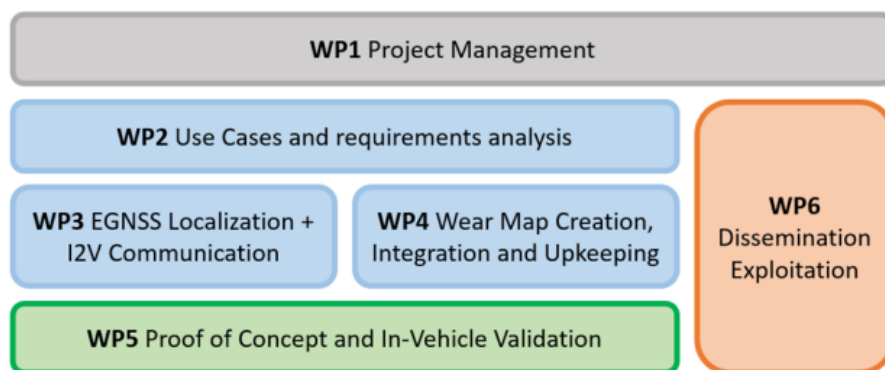 WP1 Project Management
WP2 Use Cases and requirements analysis
WP3 EGNSS Localization +
I2V Communication
WP4 Wear Map Creation,
Integration and Upkeeping
WP6
Dissemination
Exploitation
WP5 Proof of Concept and In-Vehicle Validation